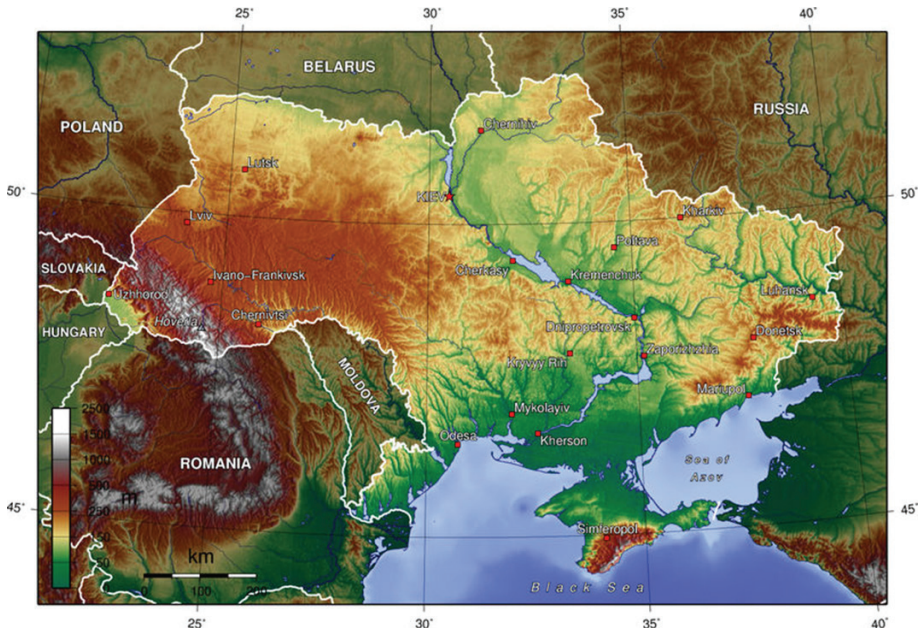 25°
30°
35°
40°
BELARUS
RUSSIA
POLAND
Chernihiv
Lutsk
50°
KIEV
50°
Kharkiv
Lviv
Poltava
SLOVAKIA
Cherkasy
Kremenchuk
Ivano-Frankivsk
Luhansk
Uzhhorod
Hoverla
Chernivtsi
Dnipropetrovsk
Donetsk
HUNGARY
Zaporizhzhia
Kryvyy Rih
MOLDOVA
Mariupol
2500
Mykolayiv
1500
Odesa
Kherson
1000
ROMANIA
Sea of
Azov
500
m
45°
250
45°
Simferopol
km
50
0
100
200
Black Sea
25°
30°
35°
40°